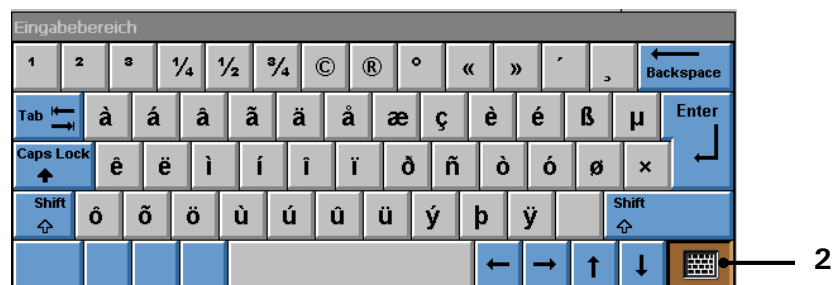 Eingabebereich
¹ ² ³ ¼ ½ ¾ © ® ° « » ´ ¸ Backspace
Tab à á â ã ä å æ ç è é ß µ Enter
Caps Lock ê ë ì í î ï ð ñ ò ó ø ×
Shift ô õ ö ù ú û ü ý þ ÿ Shift
← → ↑ ↓ 2